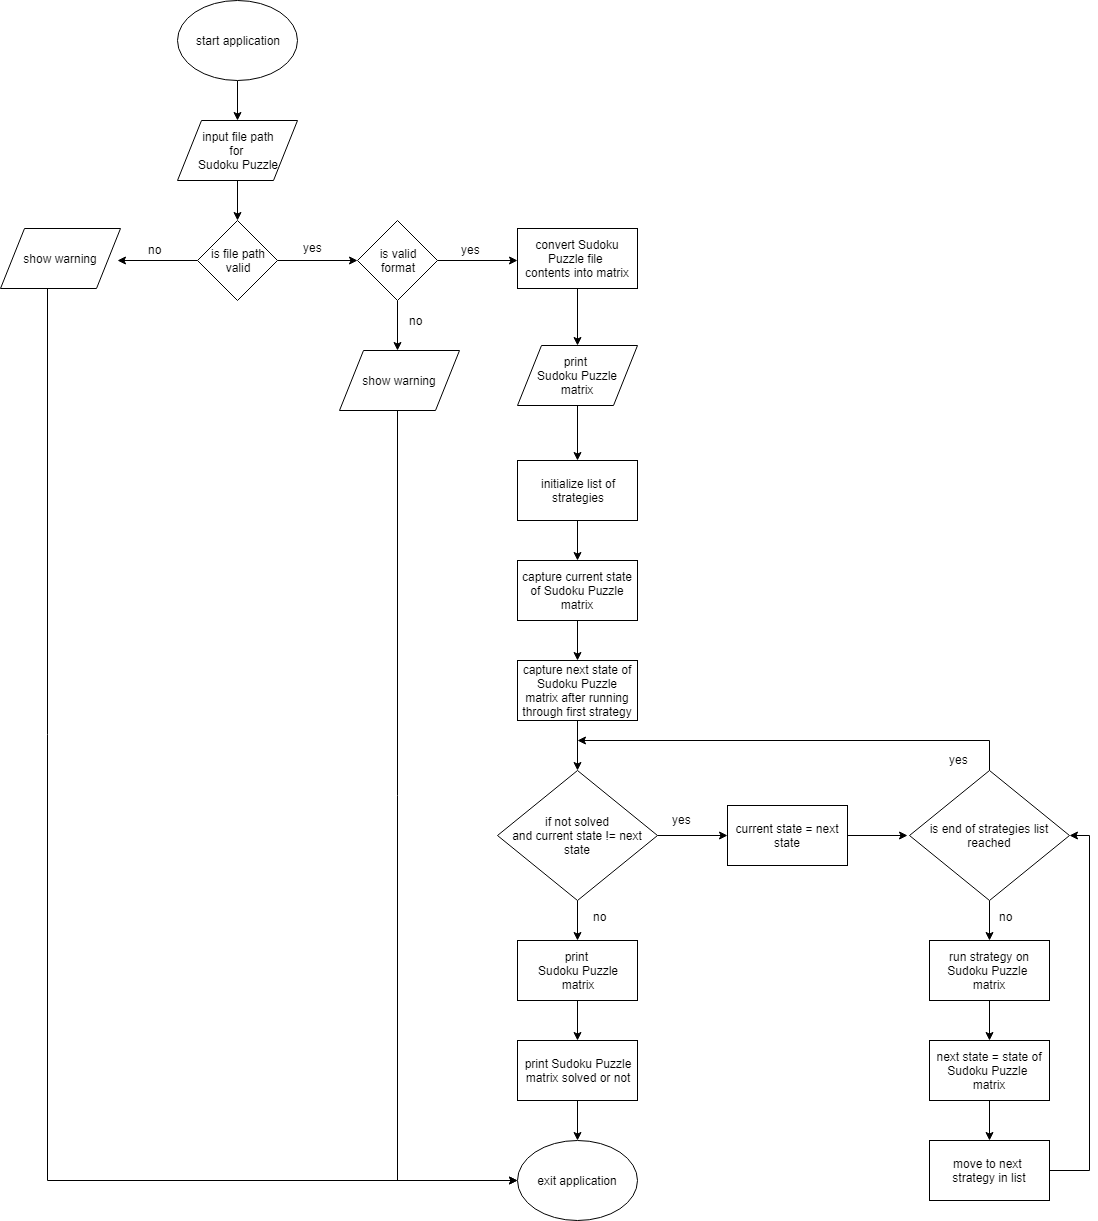 start application
input file path
for
Sudoku Puzzle
show warning
no
is file path
valid
yes
is valid
format
yes
convert Sudoku
Puzzle file
contents into matrix
no
show warning
print
Sudoku Puzzle
matrix
initialize list of
strategies
capture current state
of Sudoku Puzzle
matrix
capture next state of
Sudoku Puzzle
matrix after running
through first strategy
yes
if not solved
and current state != next
state
yes
current state = next
state
is end of strategies list
reached
no
no
print
Sudoku Puzzle
matrix
run strategy on
Sudoku Puzzle
matrix
print Sudoku Puzzle
matrix solved or not
next state = state of
Sudoku Puzzle
matrix
exit application
move to next
strategy in list